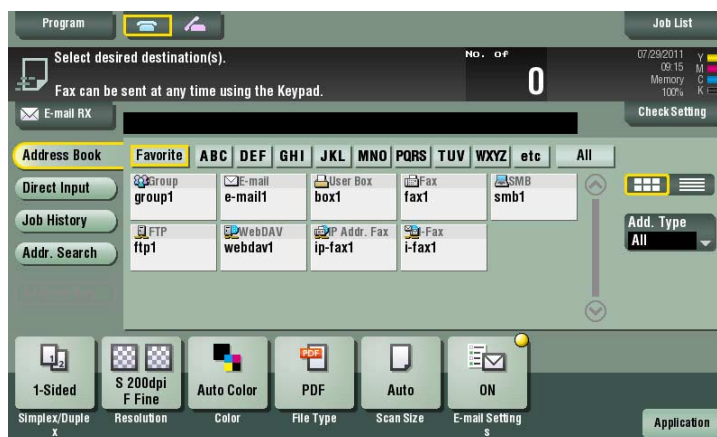 Program
Job List
Select desired destination(s).
No. of
0
07/29/2011
09:15
Memory
100%
Y
M
C
K
Fax can be sent at any time using the Keypad.
E-mail RX
Check Setting
Address Book
Favorite ABC DEF GHI JKL MNO PQRS TUV WXYZ etc All
Direct Input
Job History
Addr. Search
Group
group1
E-mail
e-mail1
User Box
box1
Fax
fax1
SMB
smb1
FTP
ftp1
WebDAV
webdav1
IP Addr. Fax
ip-fax1
I-Fax
i-fax1
Add. Type
All
1 2
1-Sided
Simplex/Duple
x
S 200dpi
F Fine
Resolution
Auto Color
Color
PDF
PDF
File Type
Auto
Scan Size
ON
E-mail Setting
s
Application